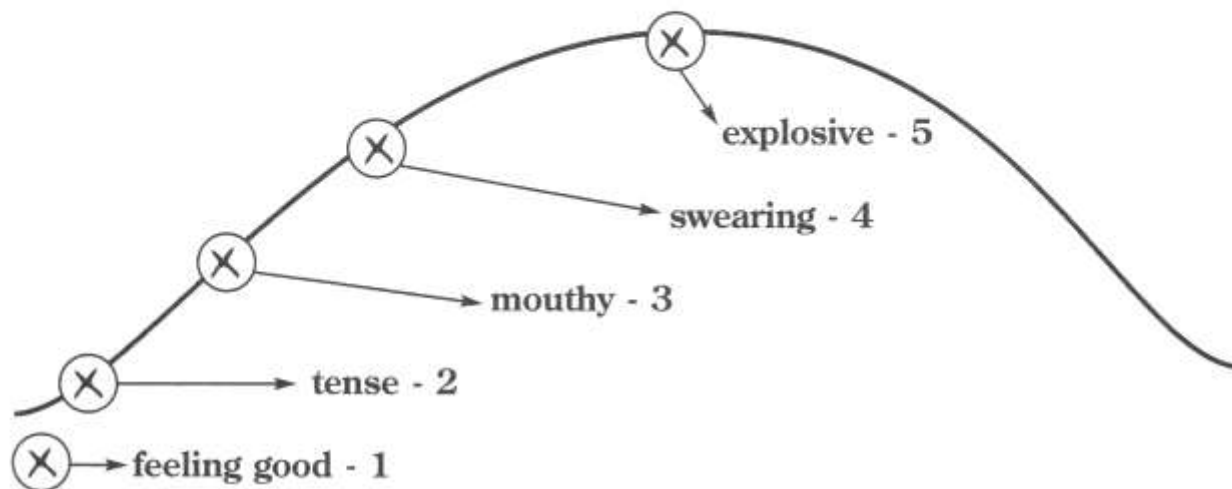 explosive - 5
swearing - 4
mouthy - 3
tense - 2
feeling good - 1